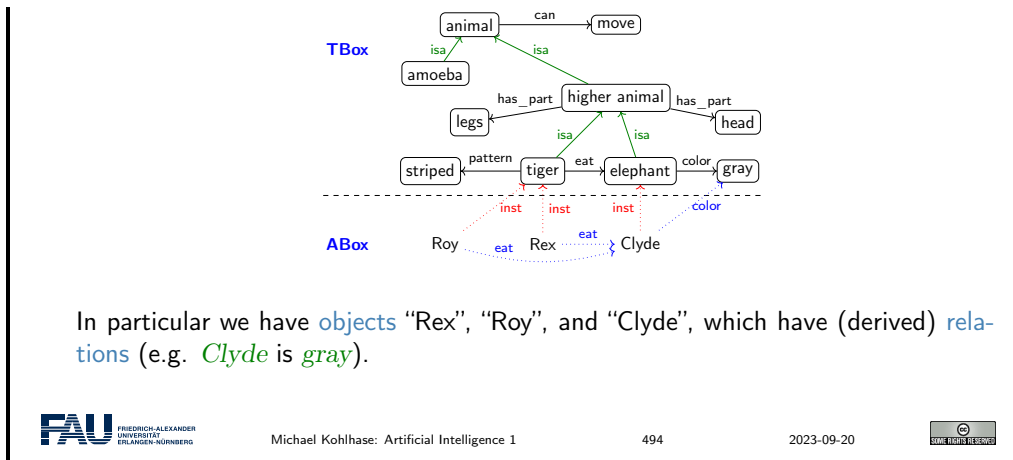 animal can move
TBox isa isa
amoeba
has_part higher animal has_part
legs head
isa isa
striped pattern tiger eat elephant color gray
inst inst inst color
ABox Roy eat Rex eat Clyde
In particular we have objects “Rex”, “Roy”, and “Clyde”, which have (derived) rela-
tions (e.g. Clyde is gray).
FAU FRIEDRICH-ALEXANDER
UNIVERSITÄT
ERLANGEN-NÜRNBERG
Michael Kohlhase: Artificial Intelligence 1 494 2023-09-20
cc
SOME RIGHTS RESERVED